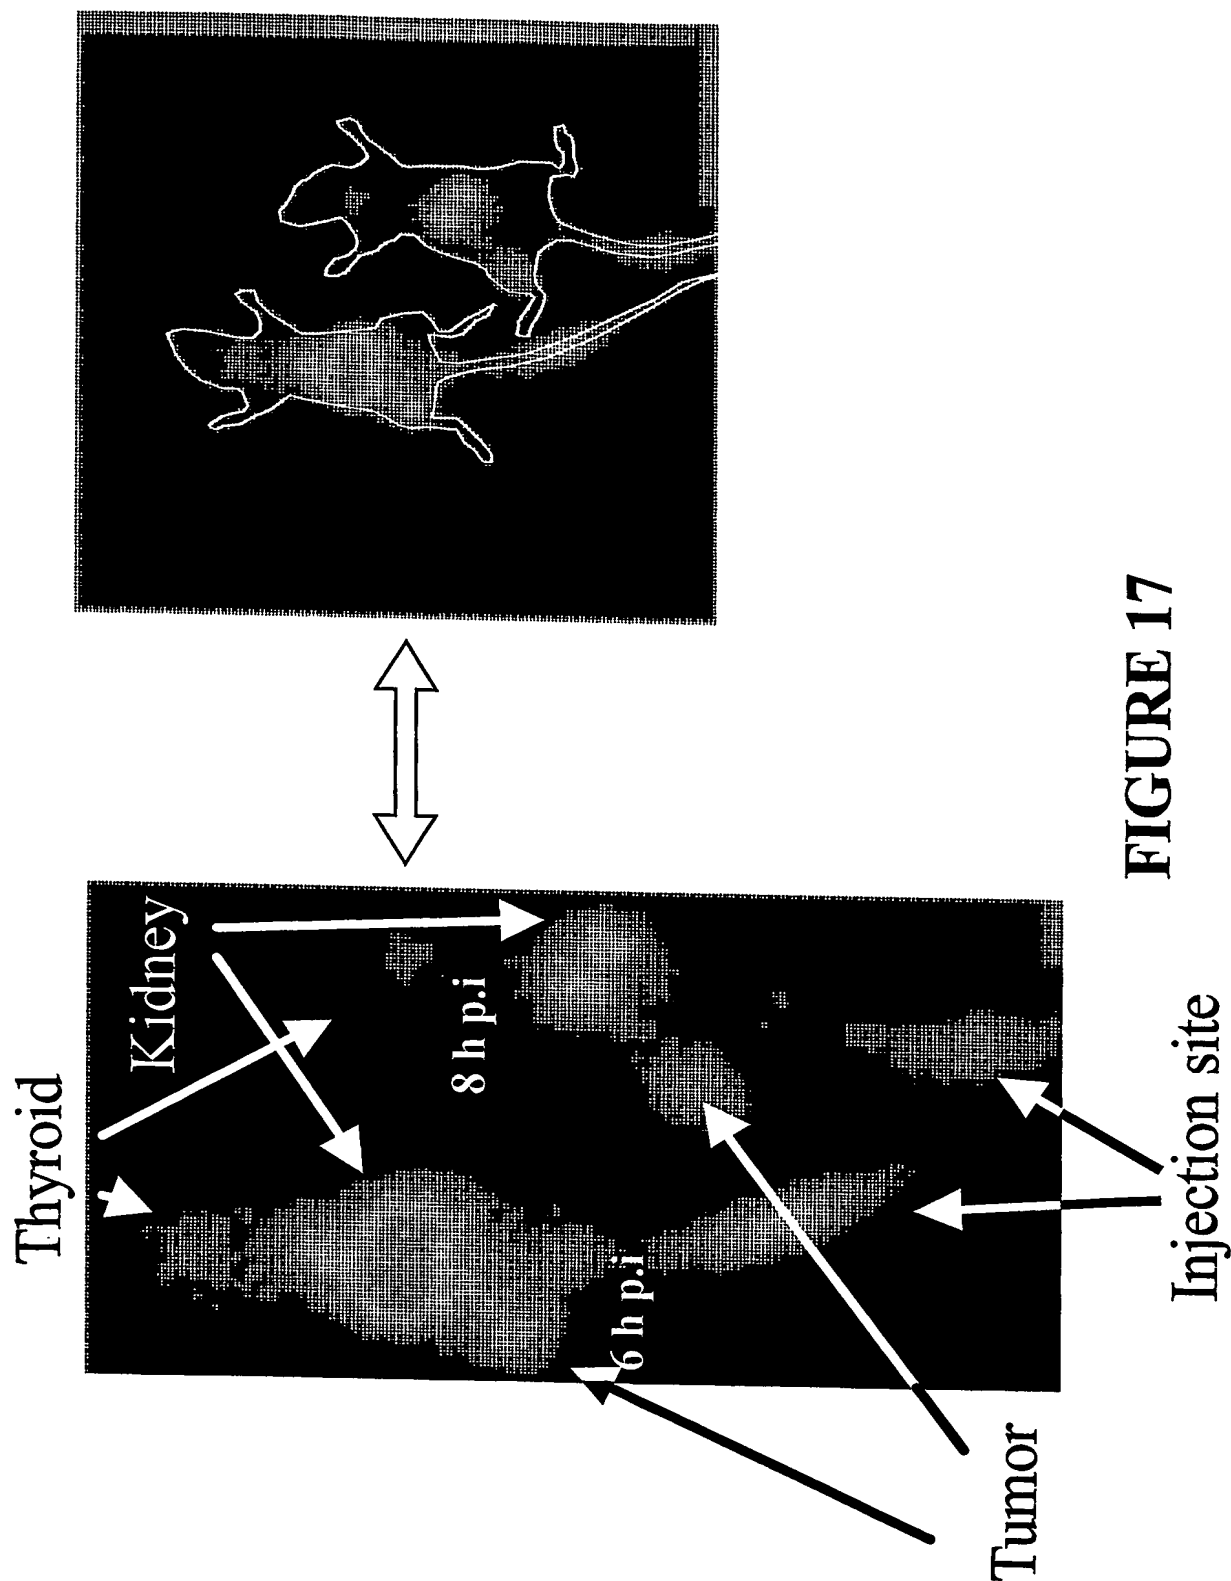 Thyroid
Kidney
8 h p.i
6 h p.i
Tumor
Injection site
FIGURE 17